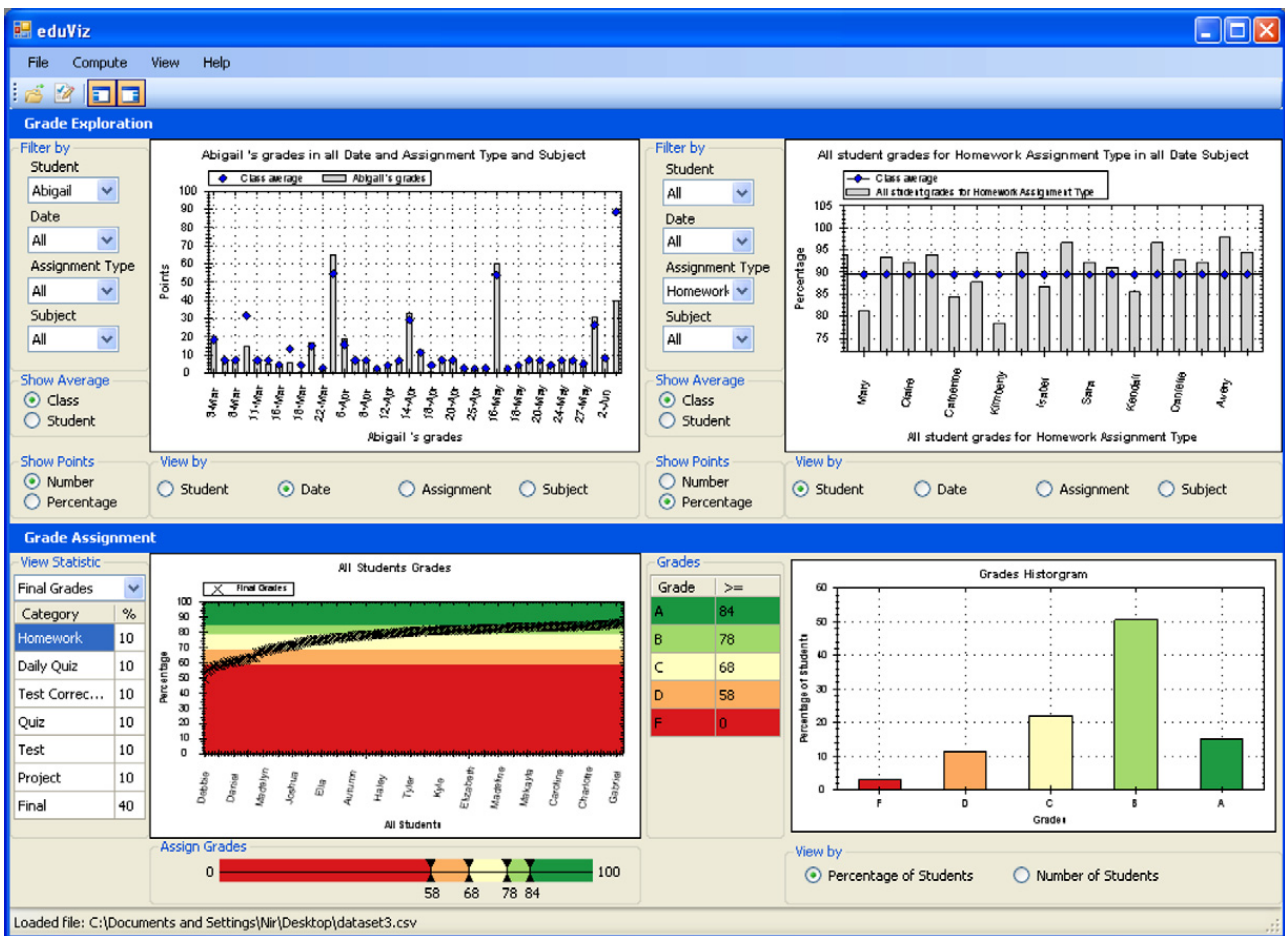 eduViz
File Compute View Help
Grade Exploration
Filter by
Student
Abigail
Date
All
Assignment Type
All
Subject
All
Show Average
Class
Student
Show Points
Number
Percentage
Abigail 's grades in all Date and Assignment Type and Subject
Class average Abigail's grades
Points
100
90
80
70
60
50
40
30
20
10
0
3-Mar 8-Mar 11-Mar 16-Mar 18-Mar 22-Mar 6-Apr 8-Apr 12-Apr 14-Apr 18-Apr 20-Apr 25-Apr 16-May 18-May 20-May 24-May 27-May 2-Jun
Abigail 's grades
View by
Student Date Assignment Subject
Filter by
Student
All
Date
All
Assignment Type
Homework
Subject
All
Show Average
Class
Student
Show Points
Number
Percentage
All student grades for Homework Assignment Type in all Date Subject
Class average
All student grades for Homework Assignment Type
Percentage
105
100
95
90
85
80
75
Mary Claire Catherine Kimberly Isabel Sara Kendall Danielle Avery
All student grades for Homework Assignment Type
View by
Student Date Assignment Subject
Grade Assignment
View Statistic
Final Grades
Category %
Homework 10
Daily Quiz 10
Test Correc... 10
Quiz 10
Test 10
Project 10
Final 40
All Students Grades
Final Grades
Percentage
100
90
80
70
60
50
40
30
20
10
0
Debbie Daniel Madelyn Joshua Ella Autumn Haley Tyler Kyle Elizabeth Madeline Makayla Caroline Charlotte Gabriel
All Students
Assign Grades
0 100
58 68 78 84
Grades
Grade >=
A 84
B 78
C 68
D 58
F 0
Grades Historgram
Percentage of Students
60
50
40
30
20
10
0
F D C B A
Grades
View by
Percentage of Students Number of Students
Loaded file: C:\Documents and Settings\Nir\Desktop\dataset3.csv